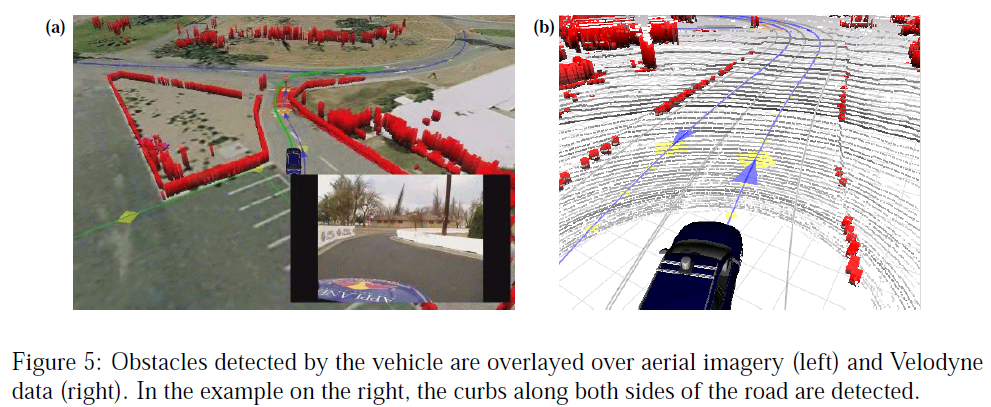 (a)
(b)
APPLANIX
Figure 5: Obstacles detected by the vehicle are overlayed over aerial imagery (left) and Velodyne
data (right). In the example on the right, the curbs along both sides of the road are detected.